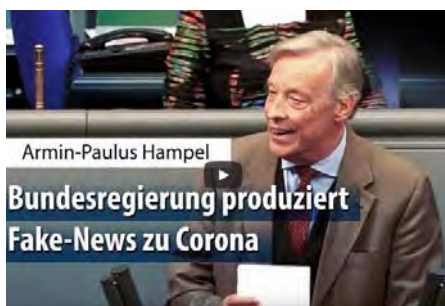 Armin-Paulus Hampel
Bundesregierung produziert
Fake-News zu Corona